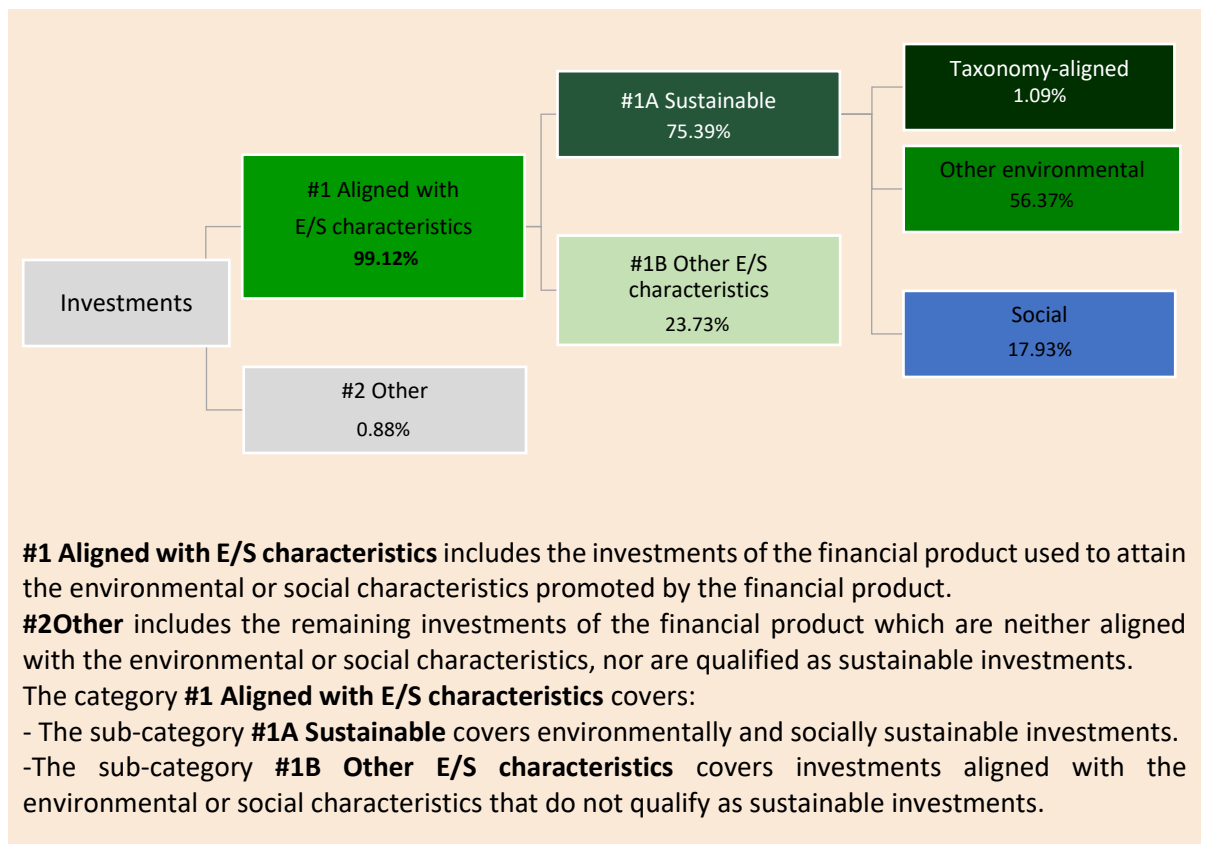 Investments
#1 Aligned with
E/S characteristics
99.12%
#2 Other
0.88%
#1A Sustainable
75.39%
#1B Other E/S
characteristics
23.73%
Taxonomy-aligned
1.09%
Other environmental
56.37%
Social
17.93%
#1 Aligned with E/S characteristics includes the investments of the financial product used to attain
the environmental or social characteristics promoted by the financial product.
#2Other includes the remaining investments of the financial product which are neither aligned
with the environmental or social characteristics, nor are qualified as sustainable investments.
The category #1 Aligned with E/S characteristics covers:
- The sub-category #1A Sustainable covers environmentally and socially sustainable investments.
-The sub-category #1B Other E/S characteristics covers investments aligned with the
environmental or social characteristics that do not qualify as sustainable investments.